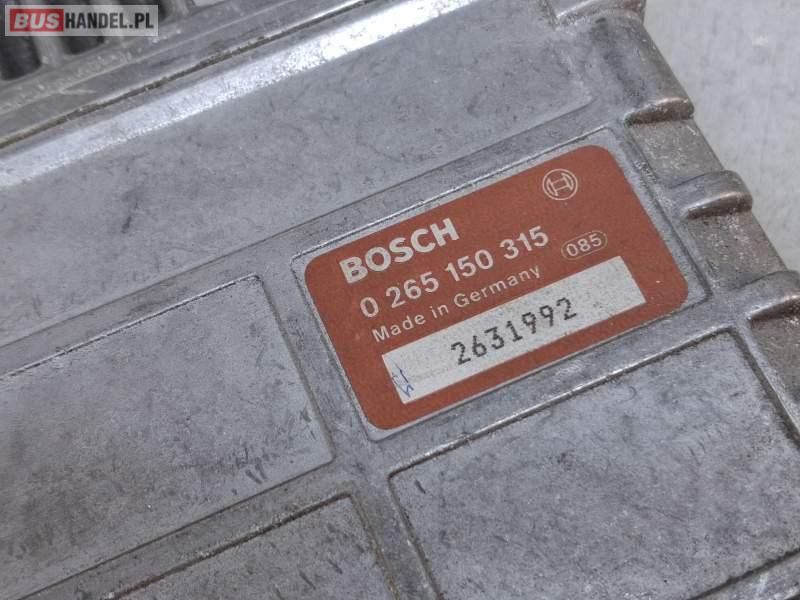 BUSHANDEL.PL
BOSCH
0 265 150 315
Made in Germany
085
2631992